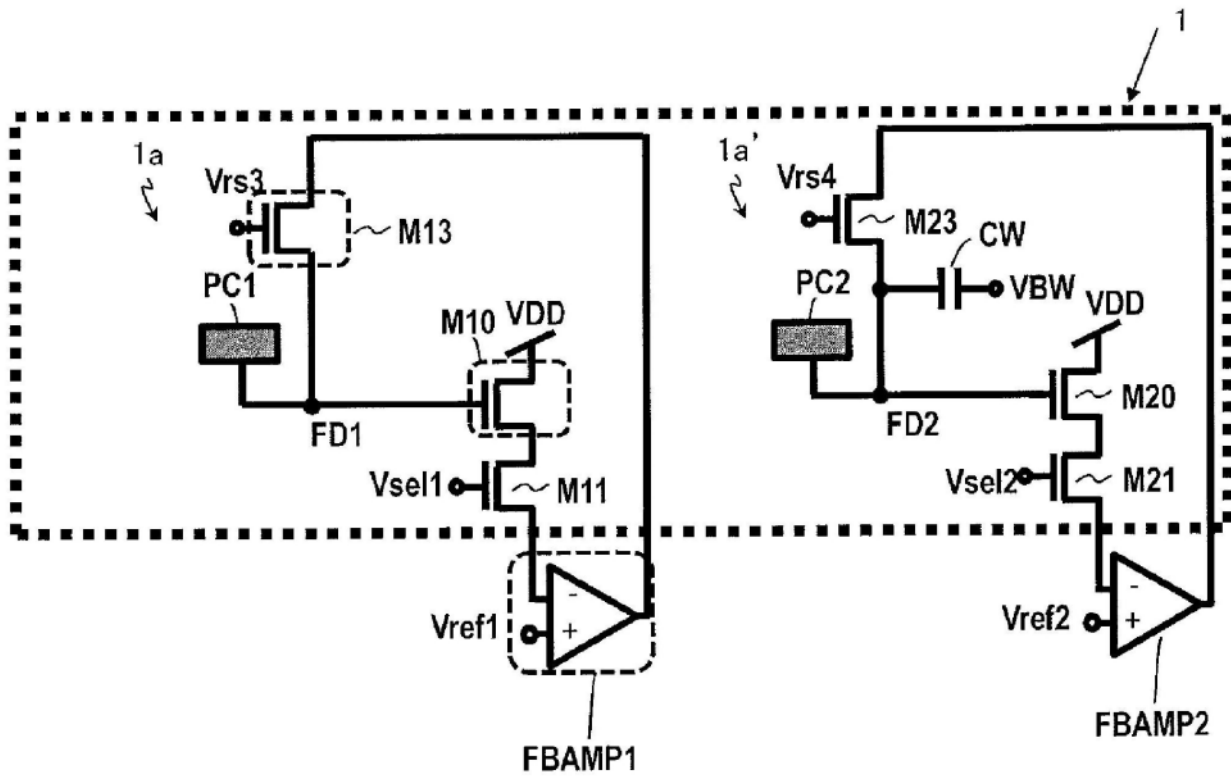 1
1a
Vrs3
M13
PC1
M10
VDD
FD1
Vsel1
M11
Vref1
-
+
FBAMP1
1a'
Vrs4
M23
CW
VBW
PC2
VDD
FD2
M20
Vsel2
M21
Vref2
-
+
FBAMP2